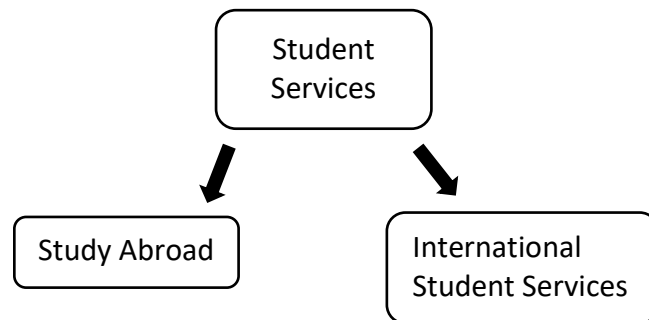 Student
Services
Study Abroad
International
Student Services